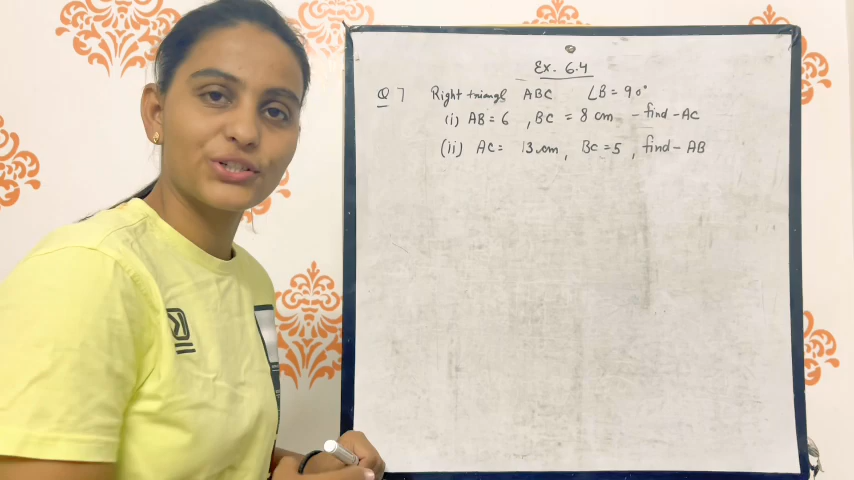 Ex. 6.4
Q 7 Right triangl ABC ∠B = 90°
(i) AB = 6 , BC = 8 cm - find - AC
(ii) AC = 13 cm, BC = 5 , find - AB